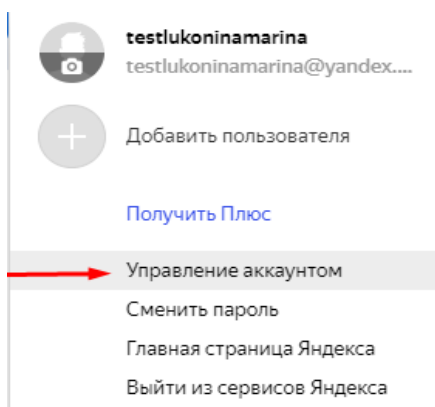 testlukoninamarina
testlukoninamarina@yandex....
Добавить пользователя
Получить Плюс
Управление аккаунтом
Сменить пароль
Главная страница Яндекса
Выйти из сервисов Яндекса